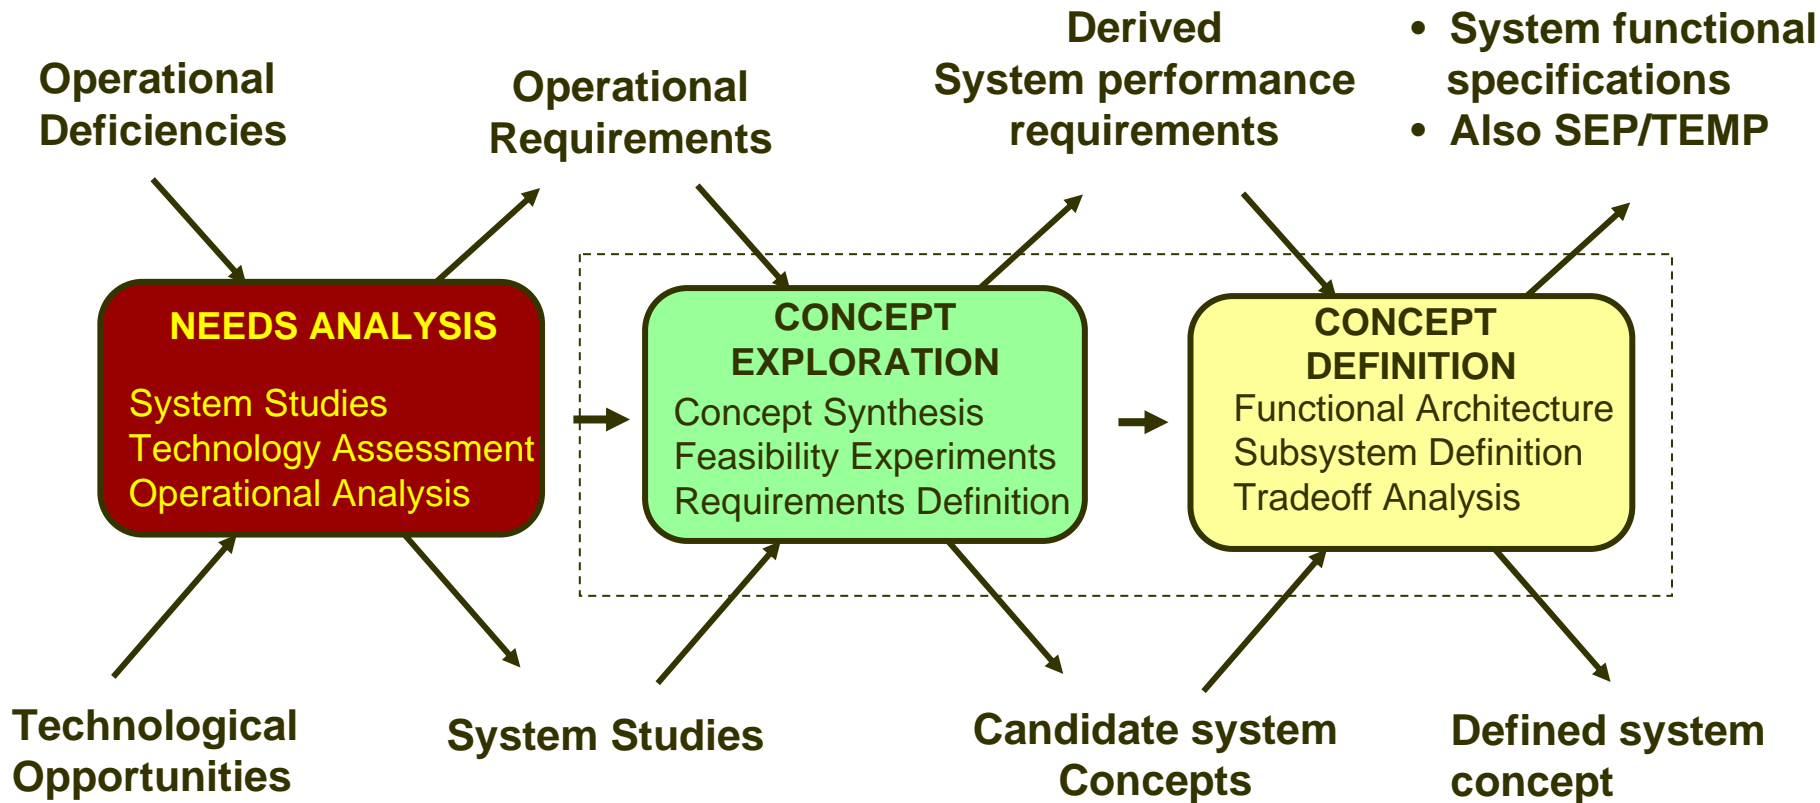 Operational
Deficiencies
Operational
Requirements
Derived
System performance
requirements
• System functional
specifications
• Also SEP/TEMP
NEEDS ANALYSIS
System Studies
Technology Assessment
Operational Analysis
CONCEPT
EXPLORATION
Concept Synthesis
Feasibility Experiments
Requirements Definition
CONCEPT
DEFINITION
Functional Architecture
Subsystem Definition
Tradeoff Analysis
Technological
Opportunities
System Studies
Candidate system
Concepts
Defined system
concept